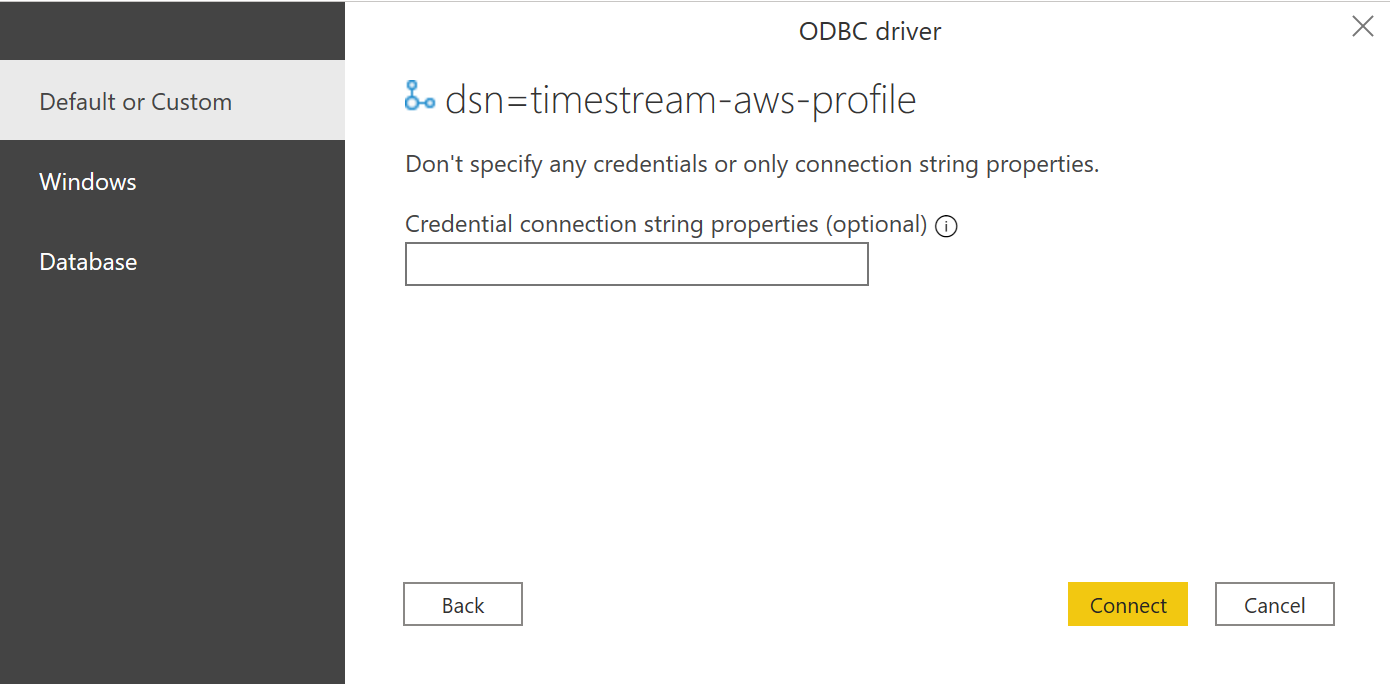 ODBC driver
Default or Custom
Windows
Database
dsn=timestream-aws-profile
Don't specify any credentials or only connection string properties.
Credential connection string properties (optional)
Back
Connect
Cancel